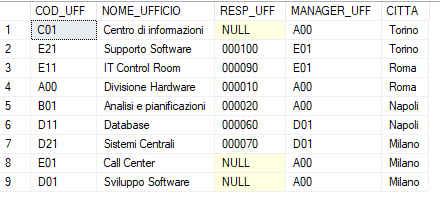 COD_UFF NOME_UFFICIO RESP_UFF MANAGER_UFF CITTA
1 C01 Centro di informazioni NULL A00 Torino
2 E21 Supporto Software 000100 E01 Torino
3 E11 IT Control Room 000090 E01 Roma
4 A00 Divisione Hardware 000010 A00 Roma
5 B01 Analisi e pianificazioni 000020 A00 Napoli
6 D11 Database 000060 D01 Napoli
7 D21 Sistemi Centrali 000070 D01 Milano
8 E01 Call Center NULL A00 Milano
9 D01 Sviluppo Software NULL A00 Milano